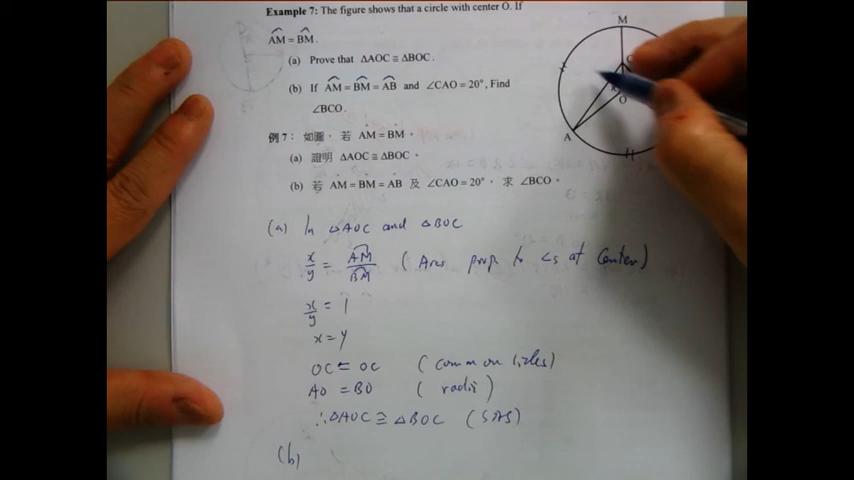 Example 7: The figure shows that a circle with center O. If
AM = BM.
(a) Prove that ΔAOC ≅ ΔBOC.
(b) If AM = BM = AB and ∠CAO = 20°, Find
∠BCO.
例 7： 如圖，若 AM = BM。
(a) 證明 ΔAOC ≅ ΔBOC。
(b) 若 AM = BM = AB 及 ∠CAO = 20°，求 ∠BCO。
M
O
A
(a) In ΔAOC and ΔBOC
x/y = AM/BM (Arcs prop to ∠s at Center)
x/y = 1
x = y
OC = OC (common sides)
AO = BO (radii)
∴ ΔAOC ≅ ΔBOC (SAS)
(b)